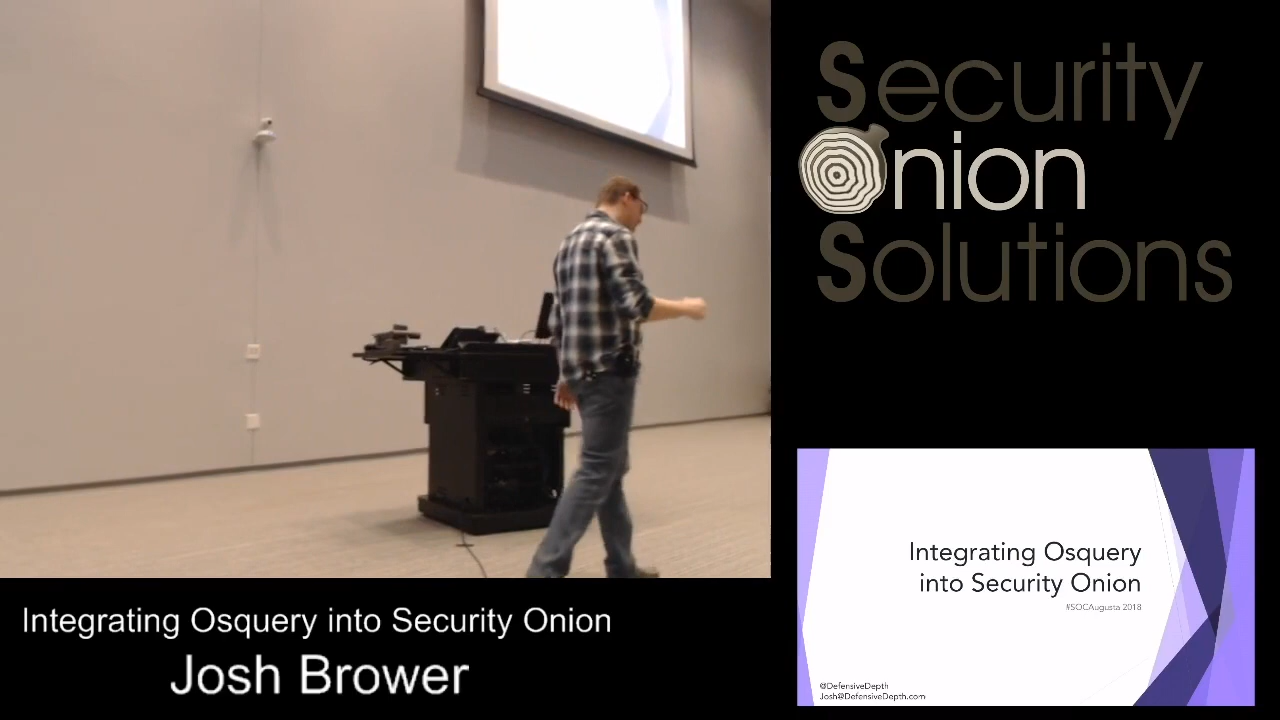 Security
Onion
Solutions
Integrating Osquery
into Security Onion
#SOCAugusta 2018
@DefensiveDepth
Josh@DefensiveDepth.com
Integrating Osquery into Security Onion
Josh Brower